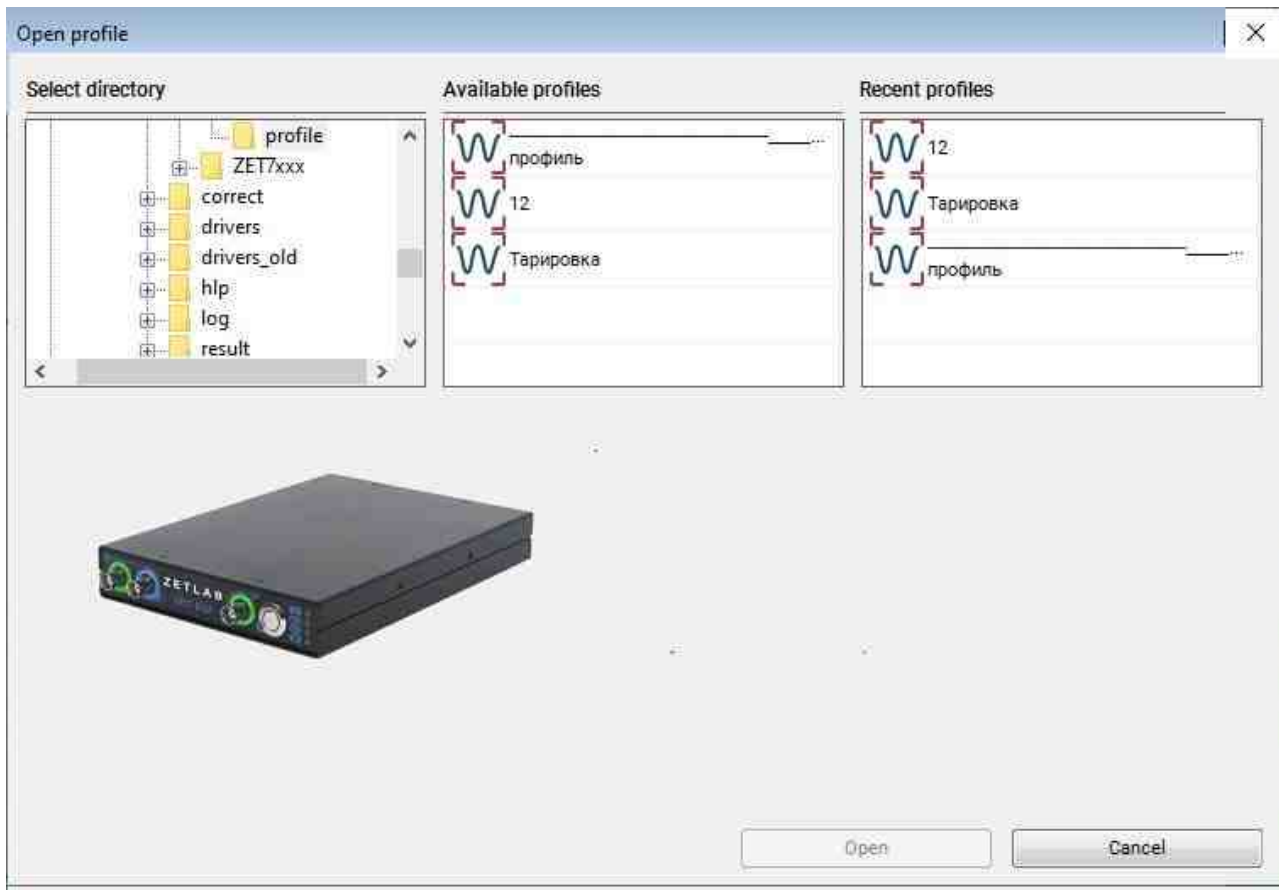 Open profile
Select directory
Available profiles
Recent profiles
profile
ZET7xxx
correct
drivers
drivers_old
hlp
log
result
профиль
12
Тарировка
12
Тарировка
профиль
ZETLAB
Open
Cancel